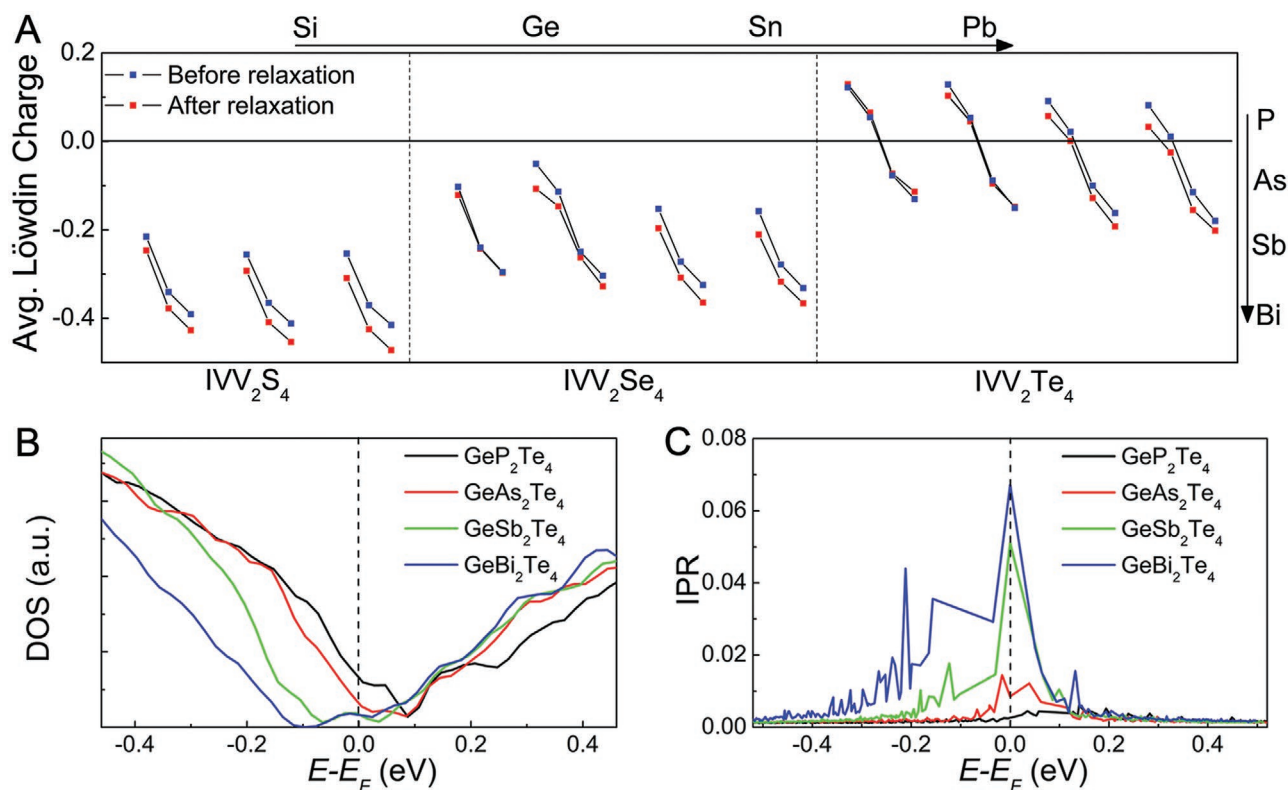 A
Si Ge Sn Pb
Avg. Löwdin Charge
0.2
0.0
-0.2
-0.4
Before relaxation
After relaxation
P
As
Sb
Bi
IVV₂S₄ IVV₂Se₄ IVV₂Te₄
B
DOS (a.u.)
GeP₂Te₄
GeAs₂Te₄
GeSb₂Te₄
GeBi₂Te₄
-0.4 -0.2 0.0 0.2 0.4
E-E_F (eV)
C
IPR
0.08
0.06
0.04
0.02
0.00
GeP₂Te₄
GeAs₂Te₄
GeSb₂Te₄
GeBi₂Te₄
-0.4 -0.2 0.0 0.2 0.4
E-E_F (eV)